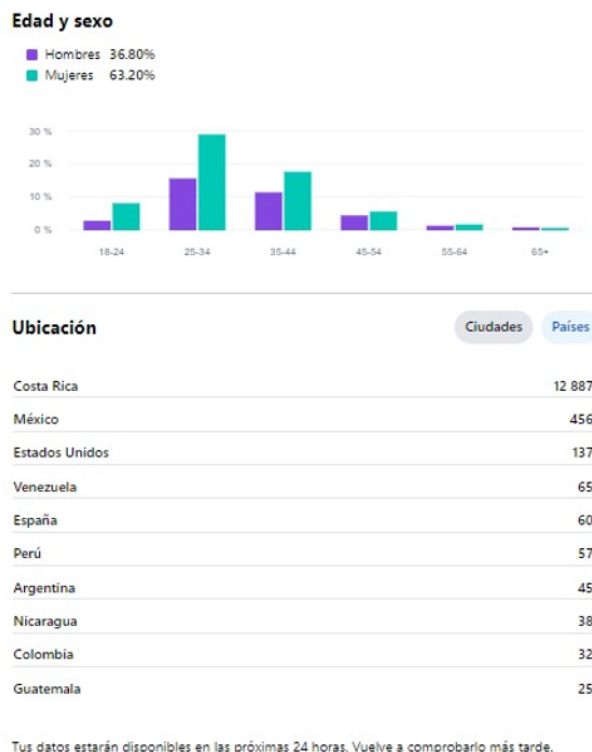 Edad y sexo
Hombres 36.80%
Mujeres 63.20%
30 %
20 %
10 %
0 %
18-24 25-34 35-44 45-54 55-64 65+
Ubicación Ciudades Países
Costa Rica 12 887
México 456
Estados Unidos 137
Venezuela 65
España 60
Perú 57
Argentina 45
Nicaragua 38
Colombia 32
Guatemala 25
Tus datos estarán disponibles en las próximas 24 horas. Vuelve a comprobarlo más tarde.